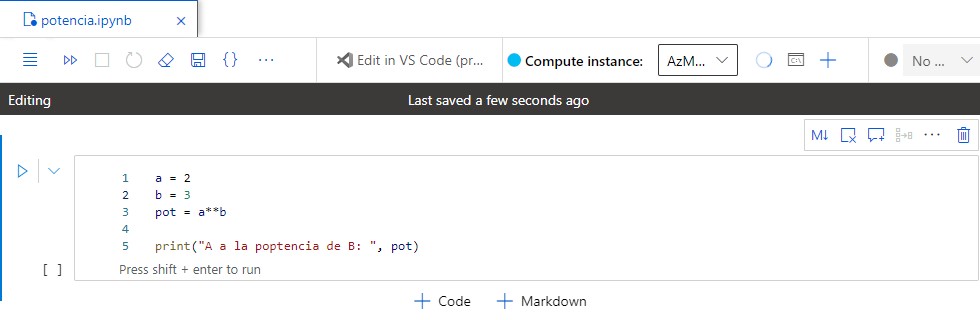 potencia.ipynb
Edit in VS Code (pr... Compute instance: AzM... No ...
Editing Last saved a few seconds ago
M↓
1 a = 2
2 b = 3
3 pot = a**b
4
5 print("A a la poptencia de B: ", pot)
[ ] Press shift + enter to run
+ Code + Markdown